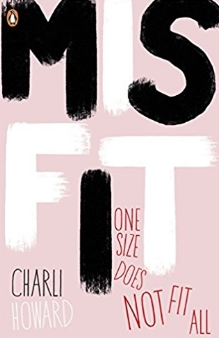 MIS
FIT
ONE
SIZE
DOES
NOT FIT
ALL
CHARLI
HOWARD